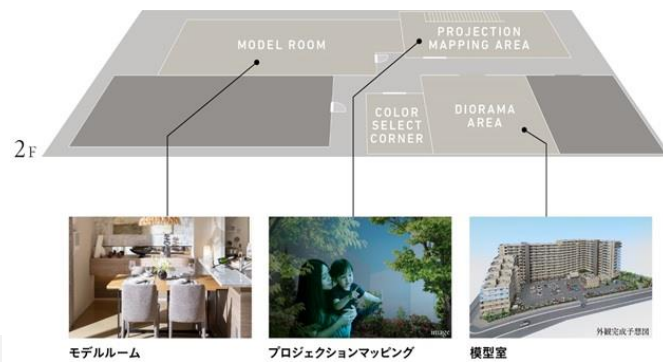 MODEL ROOM
PROJECTION
MAPPING AREA
COLOR
SELECT
CORNER
DIORAMA
AREA
2F
image
外観完成予想図
モデルルーム
プロジェクションマッピング
模型室